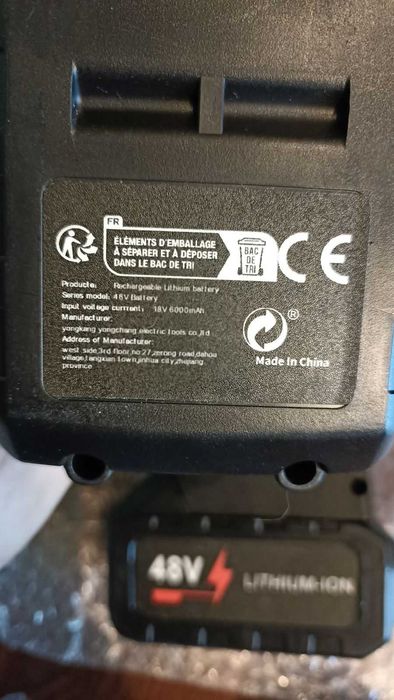 FR
ÉLÉMENTS D'EMBALLAGE
À SÉPARER ET À DÉPOSER
DANS LE BAC DE TRI
BAC
DE
TRI
CE
Products: Rechargeable Lithium battery
Series model: 48V Battery
Input voltage current: 18V 6000mAh
Manufacturer:
yongkang yongchang electric tools co.,ltd
Address of Manufacturer:
west side,3rd floor,no.27,zerong road,dahou
village,tangxian town,jinhua city,zhejiang
province
®
Made In China
48V LITHIUM-ION